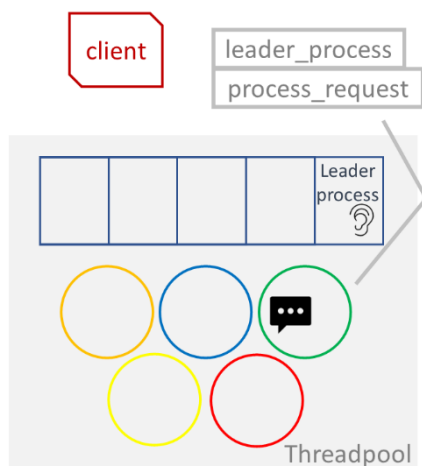 client
leader_process
process_request
Leader
process
Threadpool